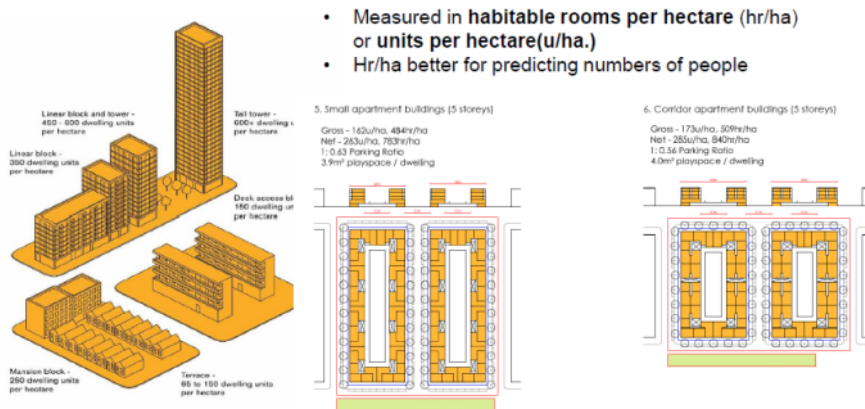 • Measured in habitable rooms per hectare (hr/ha)
or units per hectare(u/ha.)
• Hr/ha better for predicting numbers of people
Linear block and tower -
450 - 600 dwelling units
per hectare
Tall tower -
600+ dwelling u
per hectare
Linear block -
350 dwelling units
per hectare
Deck access bl
150 dwelling un
per hectare
Mansion block -
250 dwelling units
per hectare
Terrace -
65 to 150 dwelling units
per hectare
5. Small apartment buildings (5 storeys)
Gross - 162u/ha, 484hr/ha
Net - 263u/ha, 783hr/ha
1: 0.63 Parking Ratio
3.9m² playspace / dwelling
6. Corridor apartment buildings (5 storeys)
Gross - 173u/ha, 509hr/ha
Net - 285u/ha, 840hr/ha
1: 0.56 Parking Ratio
4.0m² playspace / dwelling